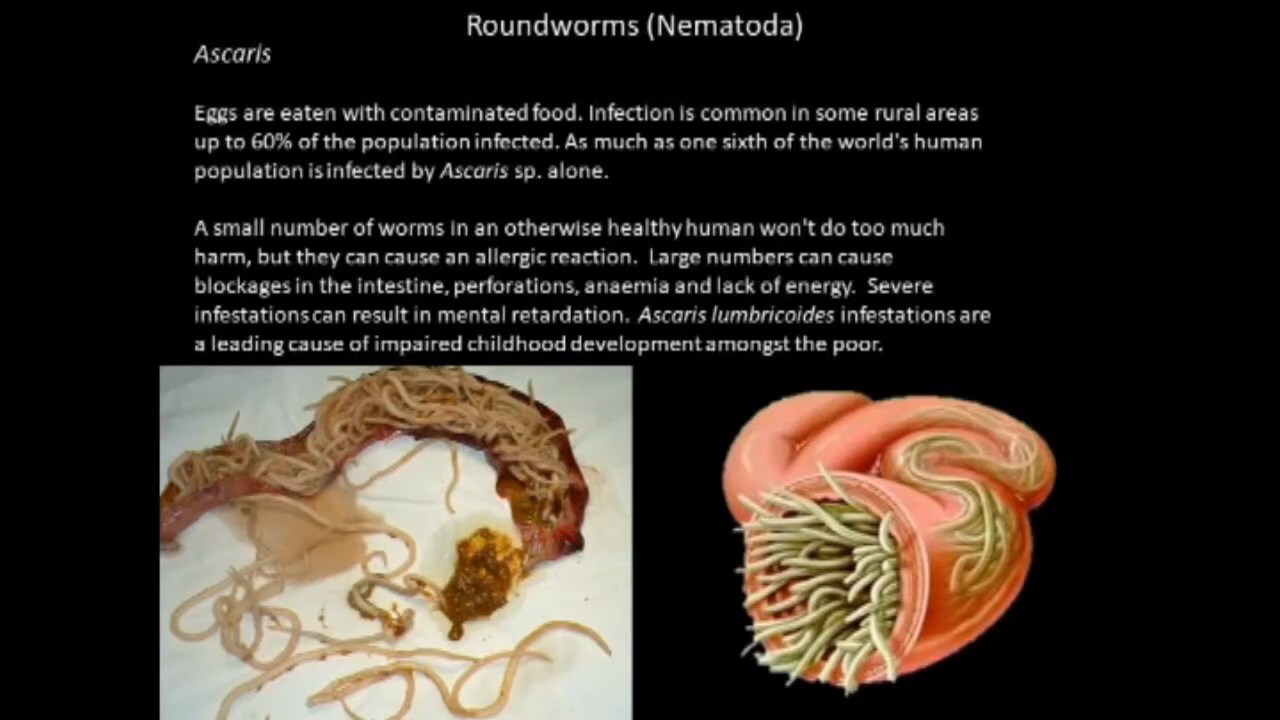 Roundworms (Nematoda)
Ascaris
Eggs are eaten with contaminated food. Infection is common in some rural areas
up to 60% of the population infected. As much as one sixth of the world's human
population is infected by Ascaris sp. alone.
A small number of worms in an otherwise healthy human won't do too much
harm, but they can cause an allergic reaction. Large numbers can cause
blockages in the intestine, perforations, anaemia and lack of energy. Severe
infestations can result in mental retardation. Ascaris lumbricoides infestations are
a leading cause of impaired childhood development amongst the poor.